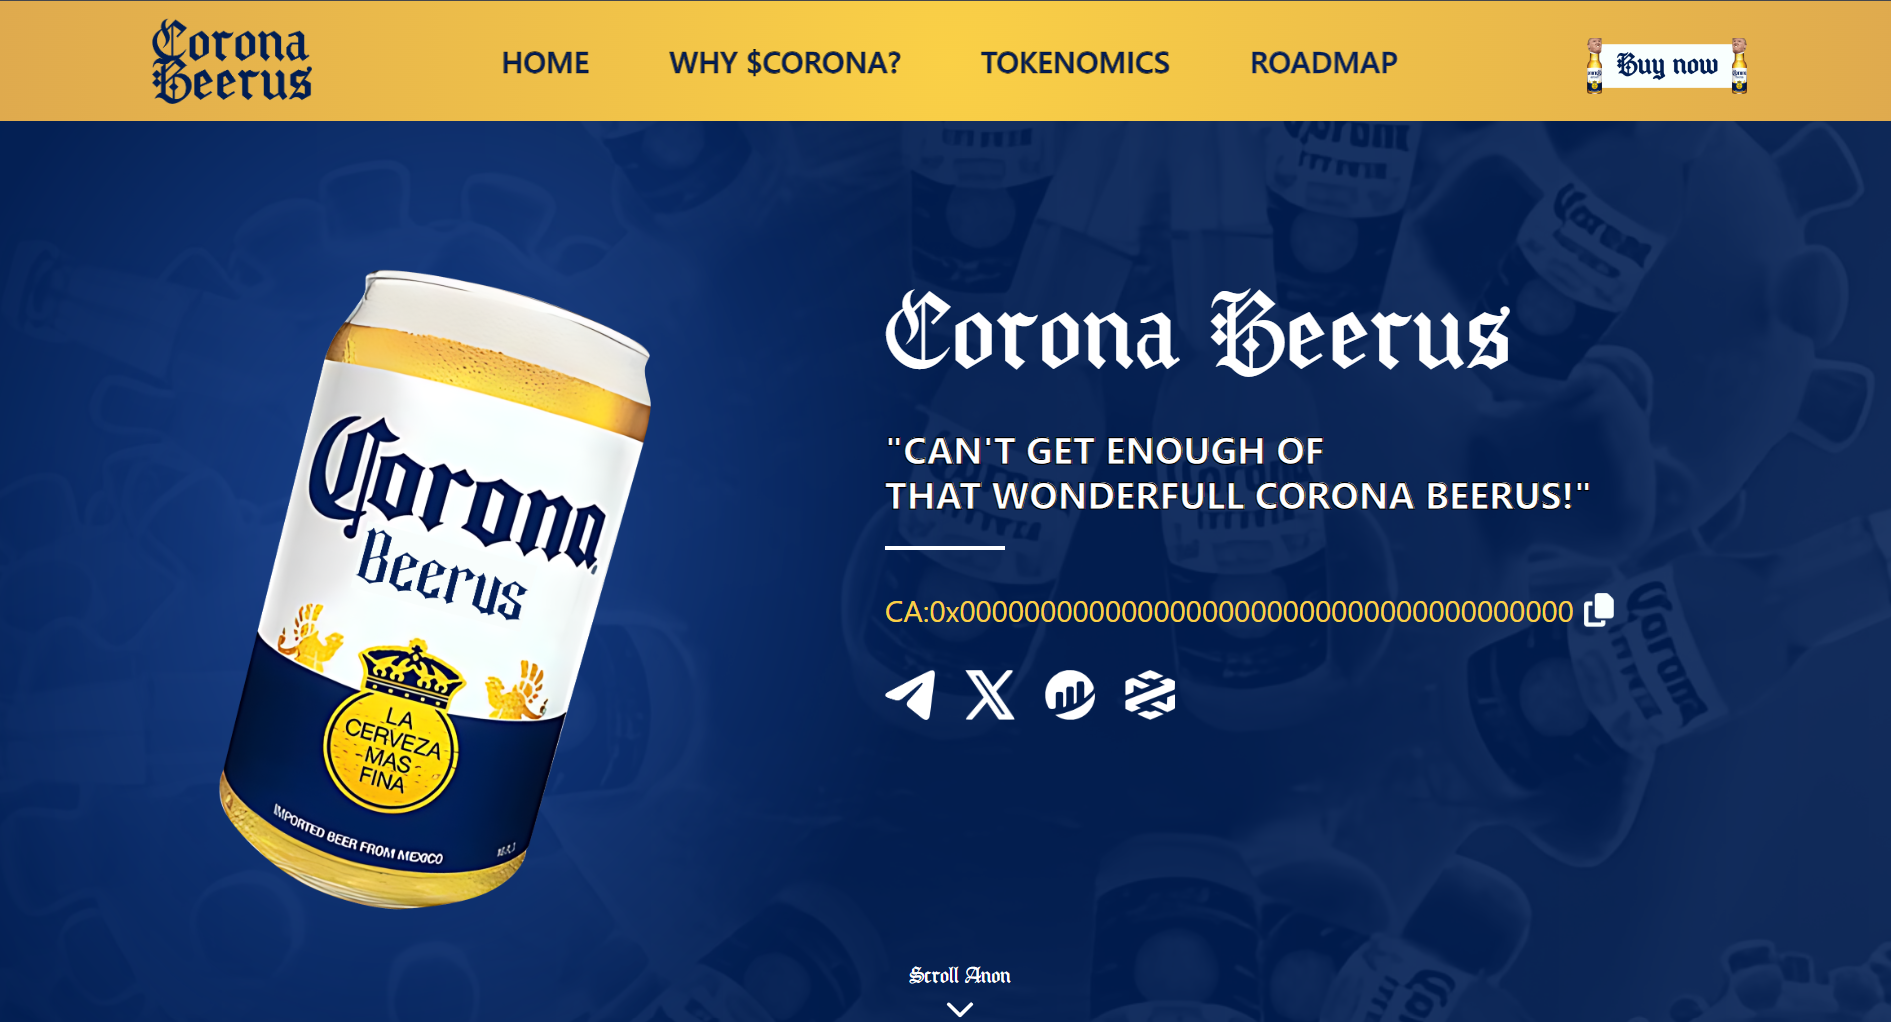 Corona
Beerus
HOME
WHY $CORONA?
TOKENOMICS
ROADMAP
Buy now
Corona
Beerus
LA
CERVEZA
MAS
FINA
IMPORTED BEER FROM MEXICO
Corona Beerus
"CAN'T GET ENOUGH OF
THAT WONDERFULL CORONA BEERUS!"
CA:0x0000000000000000000000000000000000000000
Scroll Anon